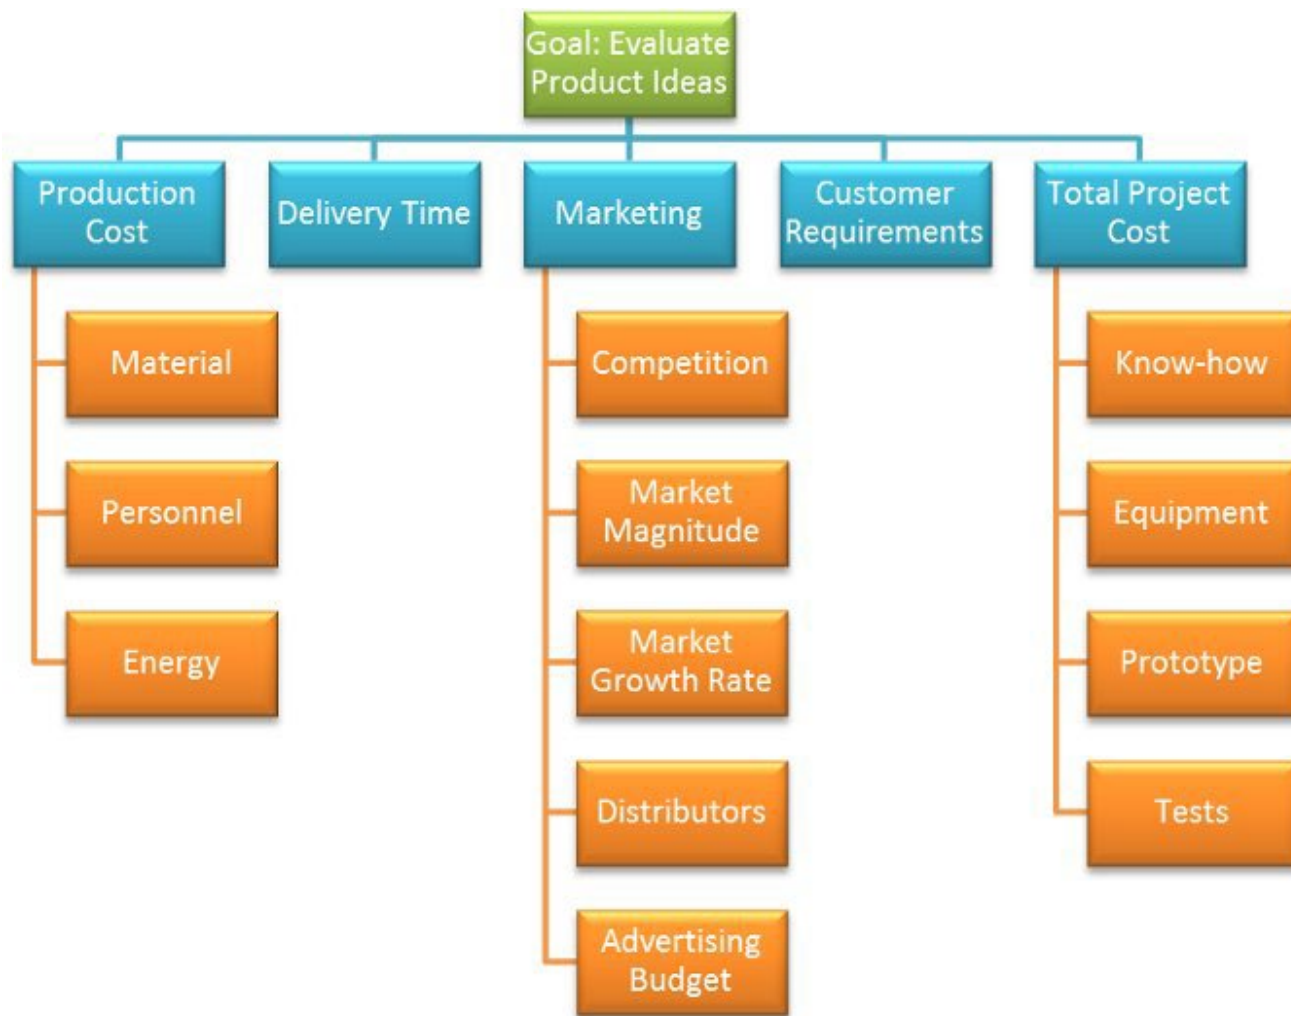 Goal: Evaluate
Product Ideas
Production
Cost
Delivery Time
Marketing
Customer
Requirements
Total Project
Cost
Material
Personnel
Energy
Competition
Market
Magnitude
Market
Growth Rate
Distributors
Advertising
Budget
Know-how
Equipment
Prototype
Tests